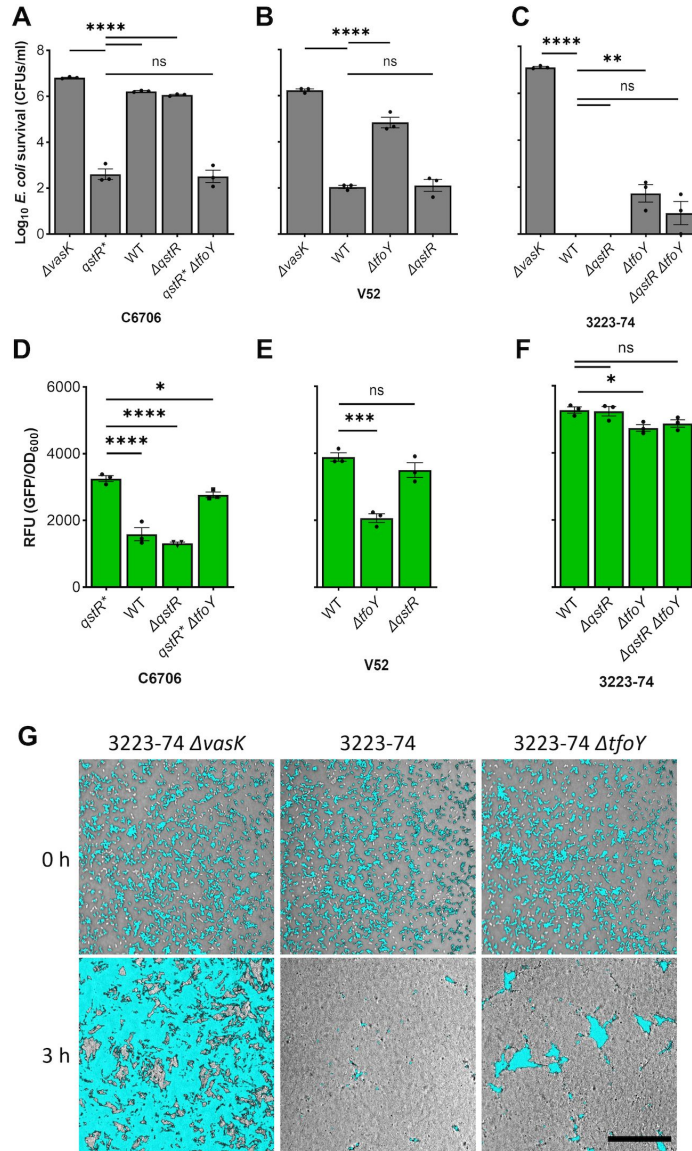 A
B
C
****
ns
Log10 E. coli survival (CFUs/ml)
8
6
4
2
0
ΔvasK
qstR*
WT
ΔqstR
qstR* ΔtfoY
C6706
****
****
ns
ΔvasK
WT
ΔtfoY
ΔqstR
V52
****
**
ns
ΔvasK
WT
ΔqstR
ΔtfoY
ΔqstR ΔtfoY
3223-74
D
E
F
RFU (GFP/OD600)
6000
4000
2000
0
*
****
****
qstR*
WT
ΔqstR
qstR* ΔtfoY
C6706
ns
***
WT
ΔtfoY
ΔqstR
V52
ns
*
WT
ΔqstR
ΔtfoY
ΔqstR ΔtfoY
3223-74
G
3223-74 ΔvasK
3223-74
3223-74 ΔtfoY
0 h
3 h